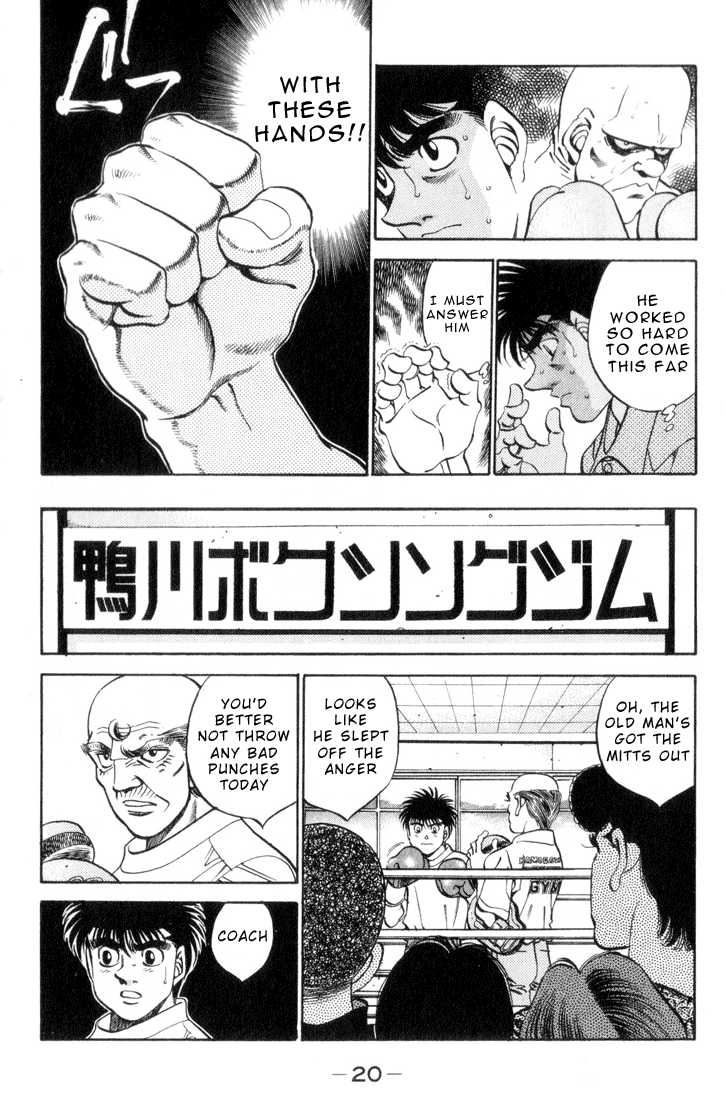 HE
WORKED
SO HARD
TO COME
THIS FAR
I MUST
ANSWER
HIM
WITH
THESE
HANDS!!
グッ
鴨川ボクシングジム
OH, THE
OLD MAN'S
GOT THE
MITTS OUT
LOOKS
LIKE
HE SLEPT
OFF THE
ANGER
GYM
YOU'D
BETTER
NOT THROW
ANY BAD
PUNCHES
TODAY
COACH
—20—